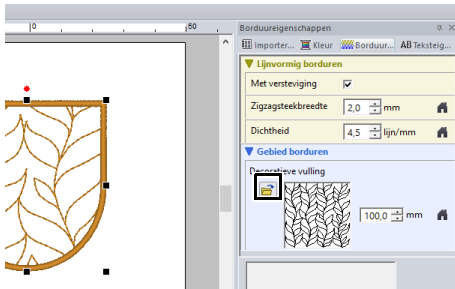 0
50
Borduureigenschappen
Importer... Kleur Borduur... AB Teksteig...
Lijnvormig borduren
Met versteviging
Zigzagsteekbreedte 2,0 mm
Dichtheid 4,5 lijn/mm
Gebied borduren
Decoratieve vulling
100,0 mm